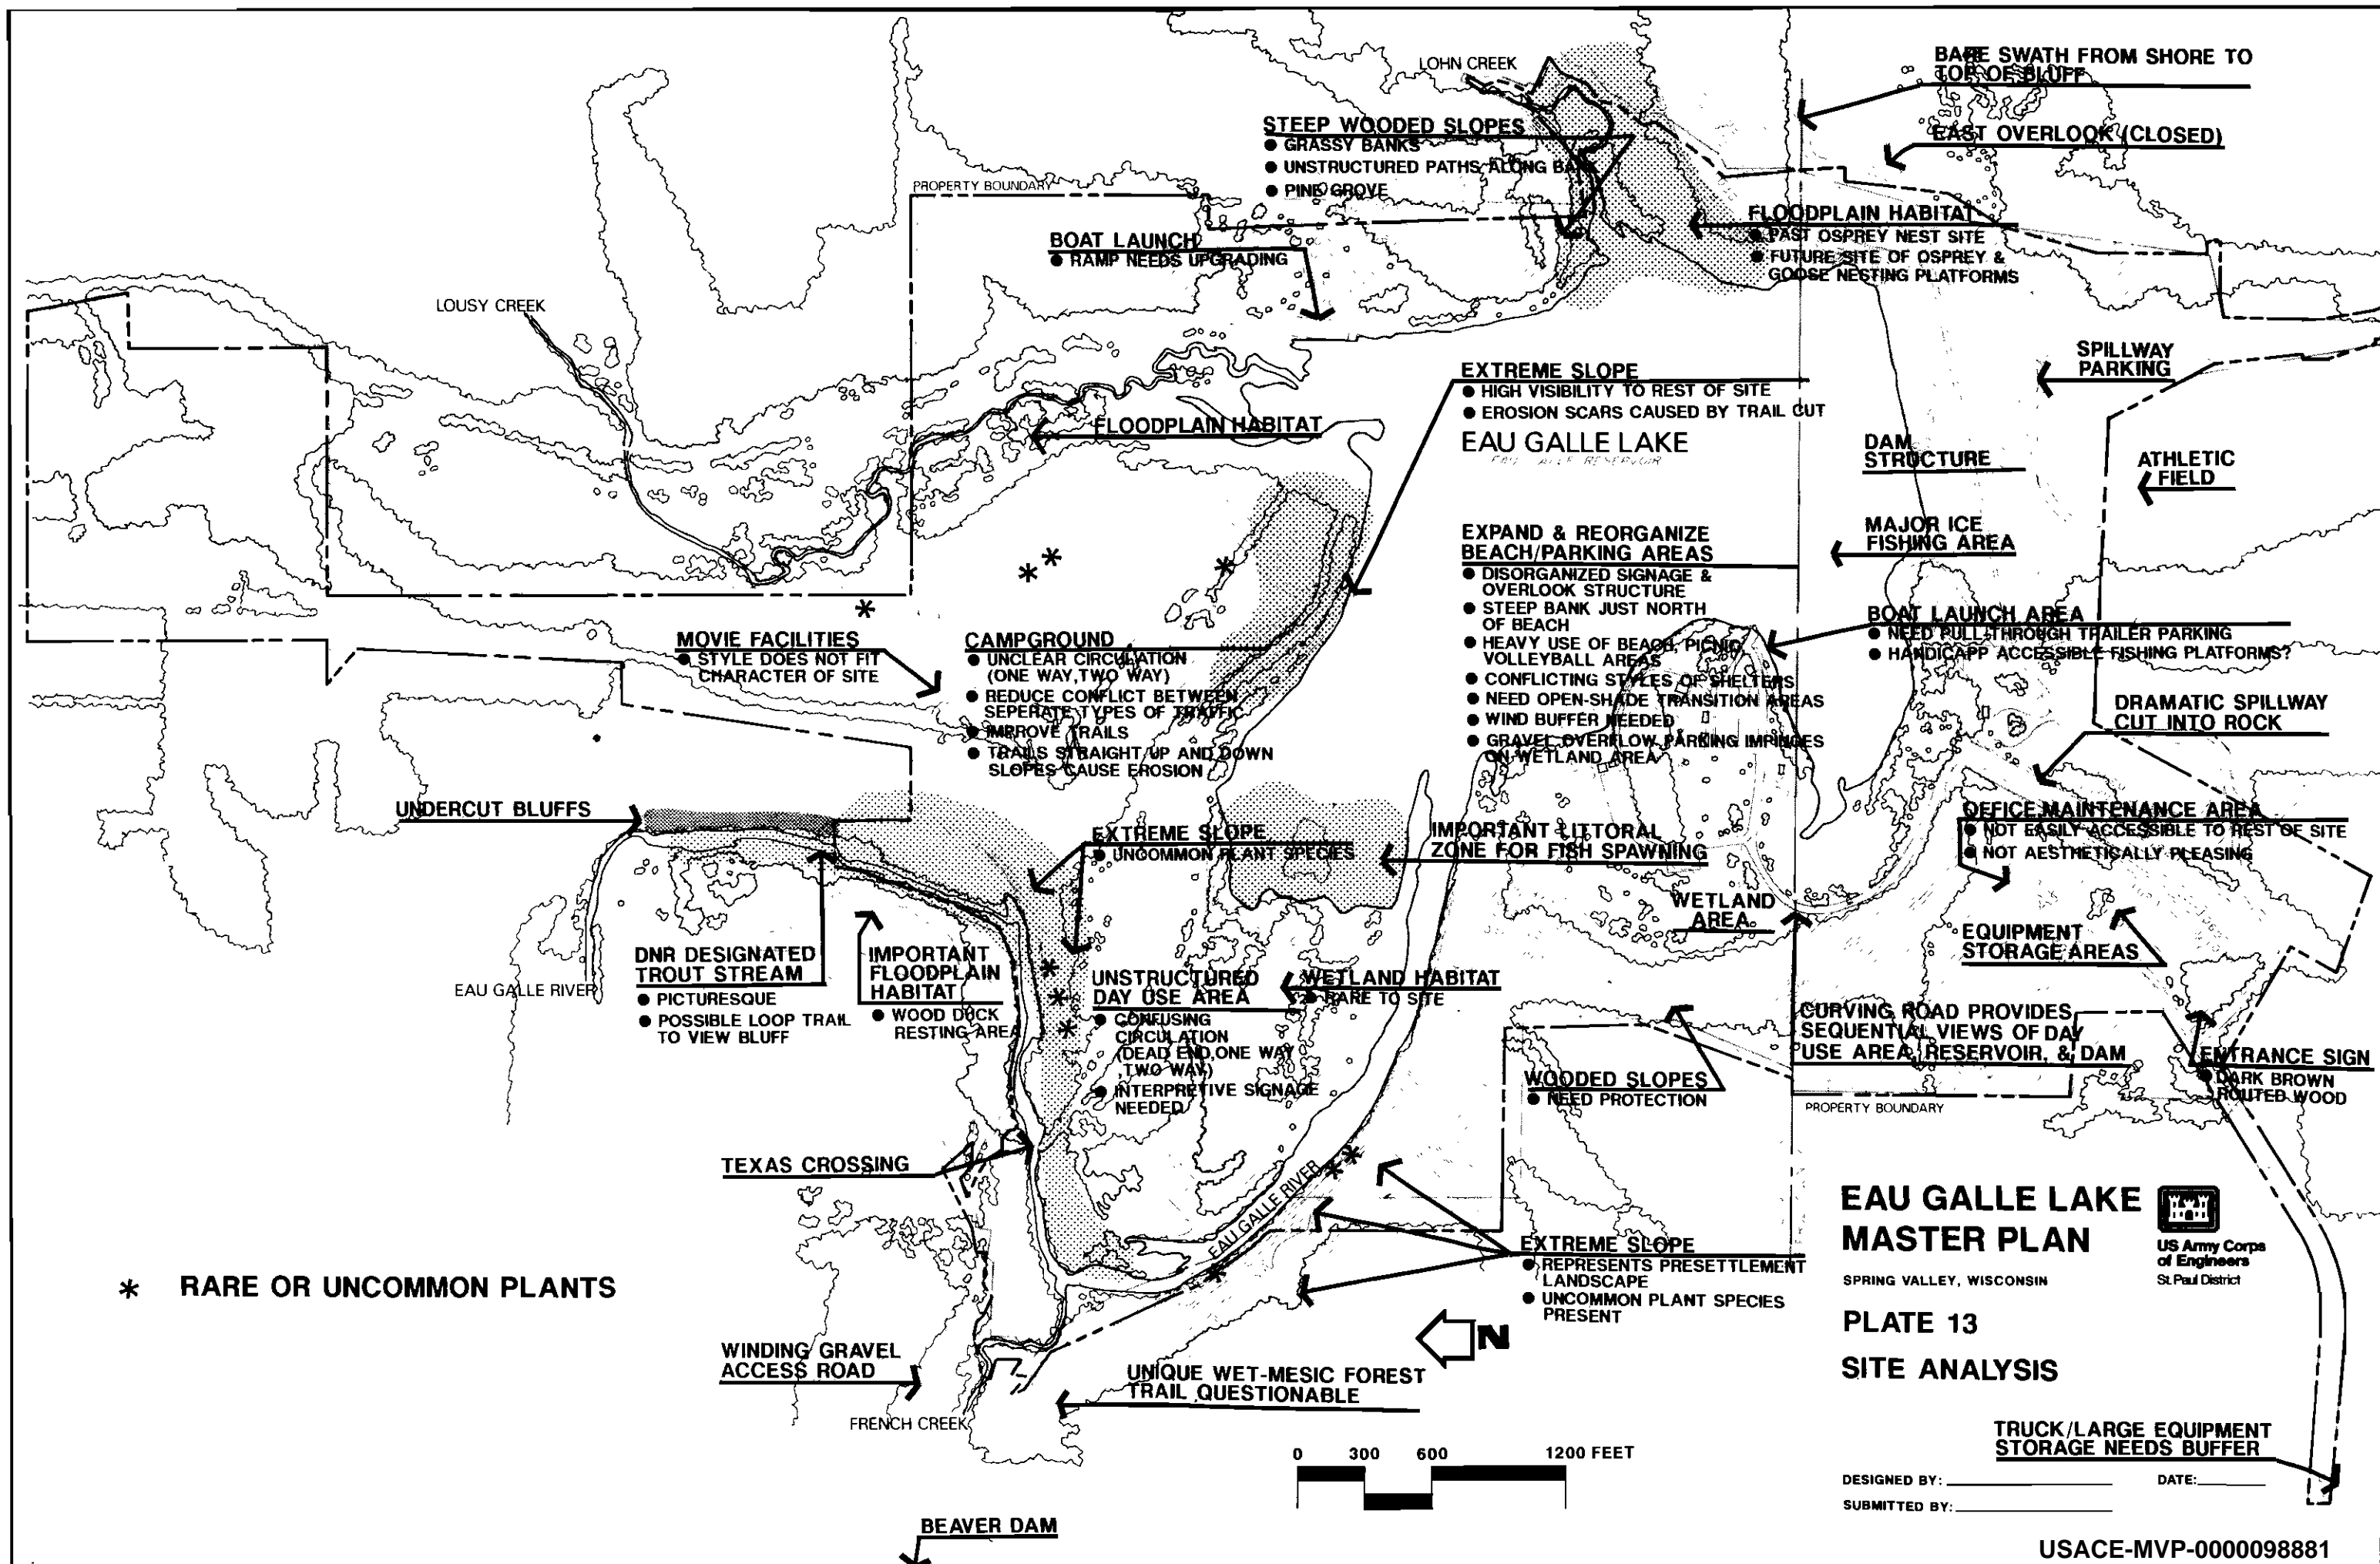 LOHN CREEK
BARE SWATH FROM SHORE TO
TOP OF BLUFF
EAST OVERLOOK (CLOSED)
STEEP WOODED SLOPES
● GRASSY BANKS
● UNSTRUCTURED PATHS ALONG BANK
● PINE GROVE
PROPERTY BOUNDARY
FLOODPLAIN HABITAT
● PAST OSPREY NEST SITE
● FUTURE SITE OF OSPREY &
GOOSE NESTING PLATFORMS
BOAT LAUNCH
● RAMP NEEDS UPGRADING
LOUSY CREEK
SPILLWAY
PARKING
EXTREME SLOPE
● HIGH VISIBILITY TO REST OF SITE
● EROSION SCARS CAUSED BY TRAIL CUT
FLOODPLAIN HABITAT
EAU GALLE LAKE
DAM
STRUCTURE
ATHLETIC
FIELD
EXPAND & REORGANIZE
BEACH/PARKING AREAS
● DISORGANIZED SIGNAGE &
OVERLOOK STRUCTURE
● STEEP BANK JUST NORTH
OF BEACH
● HEAVY USE OF BEACH, PICNIC,
VOLLEYBALL AREAS
● CONFLICTING STYLES OF SHELTERS
● NEED OPEN-SHADE TRANSITION AREAS
● WIND BUFFER NEEDED
● GRAVEL OVERFLOW PARKING IMPINGES
ON WETLAND AREA
MAJOR ICE
FISHING AREA
BOAT LAUNCH AREA
● NEED PULL-THROUGH TRAILER PARKING
● HANDICAPP ACCESSIBLE FISHING PLATFORMS?
MOVIE FACILITIES
● STYLE DOES NOT FIT
CHARACTER OF SITE
CAMPGROUND
● UNCLEAR CIRCULATION
(ONE WAY,TWO WAY)
● REDUCE CONFLICT BETWEEN
SEPERATE TYPES OF TRAFFIC
● IMPROVE TRAILS
● TRAILS STRAIGHT UP AND DOWN
SLOPES CAUSE EROSION
DRAMATIC SPILLWAY
CUT INTO ROCK
UNDERCUT BLUFFS
EXTREME SLOPE
● UNCOMMON PLANT SPECIES
IMPORTANT LITTORAL
ZONE FOR FISH SPAWNING
OFFICE MAINTENANCE AREA
● NOT EASILY ACCESSIBLE TO REST OF SITE
● NOT AESTHETICALLY PLEASING
WETLAND
AREA
EQUIPMENT
STORAGE AREAS
DNR DESIGNATED
TROUT STREAM
● PICTURESQUE
● POSSIBLE LOOP TRAIL
TO VIEW BLUFF
IMPORTANT
FLOODPLAIN
HABITAT
● WOOD DUCK
RESTING AREA
EAU GALLE RIVER
UNSTRUCTURED
DAY USE AREA
● CONFUSING
CIRCULATION
(DEAD END,ONE WAY
,TWO WAY)
● INTERPRETIVE SIGNAGE
NEEDED
WETLAND HABITAT
● RARE TO SITE
CURVING ROAD PROVIDES
SEQUENTIAL VIEWS OF DAY
USE AREA, RESERVOIR, & DAM
ENTRANCE SIGN
● DARK BROWN
ROUTED WOOD
WOODED SLOPES
● NEED PROTECTION
PROPERTY BOUNDARY
TEXAS CROSSING
EAU GALLE RIVER
EXTREME SLOPE
● REPRESENTS PRESETTLEMENT
LANDSCAPE
● UNCOMMON PLANT SPECIES
PRESENT
* RARE OR UNCOMMON PLANTS
N
WINDING GRAVEL
ACCESS ROAD
UNIQUE WET-MESIC FOREST
TRAIL QUESTIONABLE
FRENCH CREEK
0 300 600 1200 FEET
BEAVER DAM
EAU GALLE LAKE
MASTER PLAN
US Army Corps
of Engineers
St. Paul District
SPRING VALLEY, WISCONSIN
PLATE 13
SITE ANALYSIS
TRUCK/LARGE EQUIPMENT
STORAGE NEEDS BUFFER
DESIGNED BY: DATE:
SUBMITTED BY:
USACE-MVP-0000098881